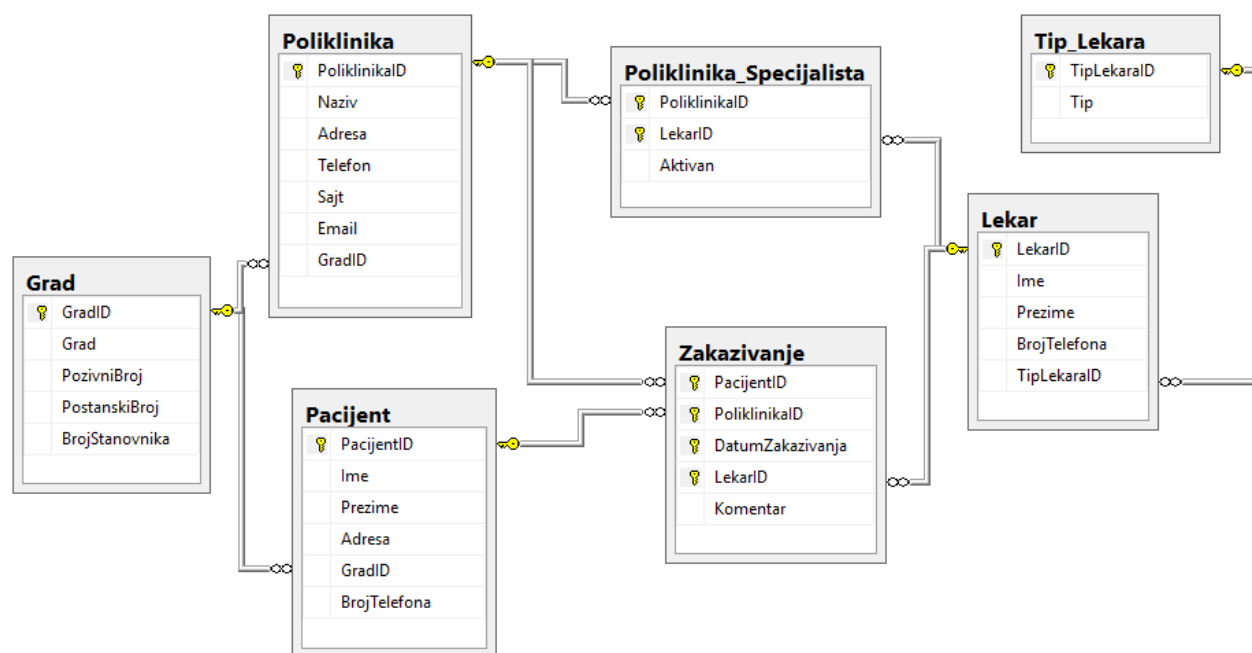 Poliklinika
PoliklinikaID
Naziv
Adresa
Telefon
Sajt
Email
GradID
Poliklinika_Specijalista
PoliklinikaID
LekarID
Aktivan
Tip_Lekara
TipLekaraID
Tip
Grad
GradID
Grad
PozivniBroj
PostanskiBroj
BrojStanovnika
Pacijent
PacijentID
Ime
Prezime
Adresa
GradID
BrojTelefona
Zakazivanje
PacijentID
PoliklinikaID
DatumZakazivanja
LekarID
Komentar
Lekar
LekarID
Ime
Prezime
BrojTelefona
TipLekaraID